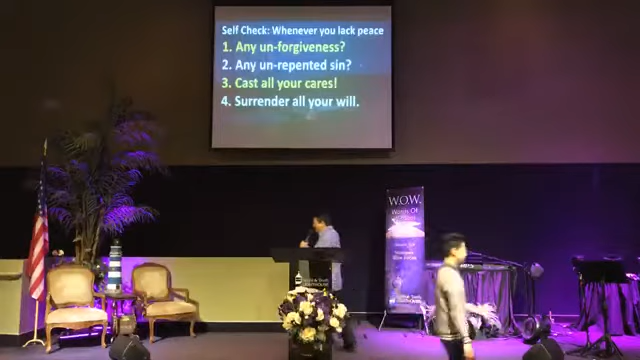 Self Check: Whenever you lack peace
1. Any un-forgiveness?
2. Any un-repented sin?
3. Cast all your cares!
4. Surrender all your will.
W.O.W.